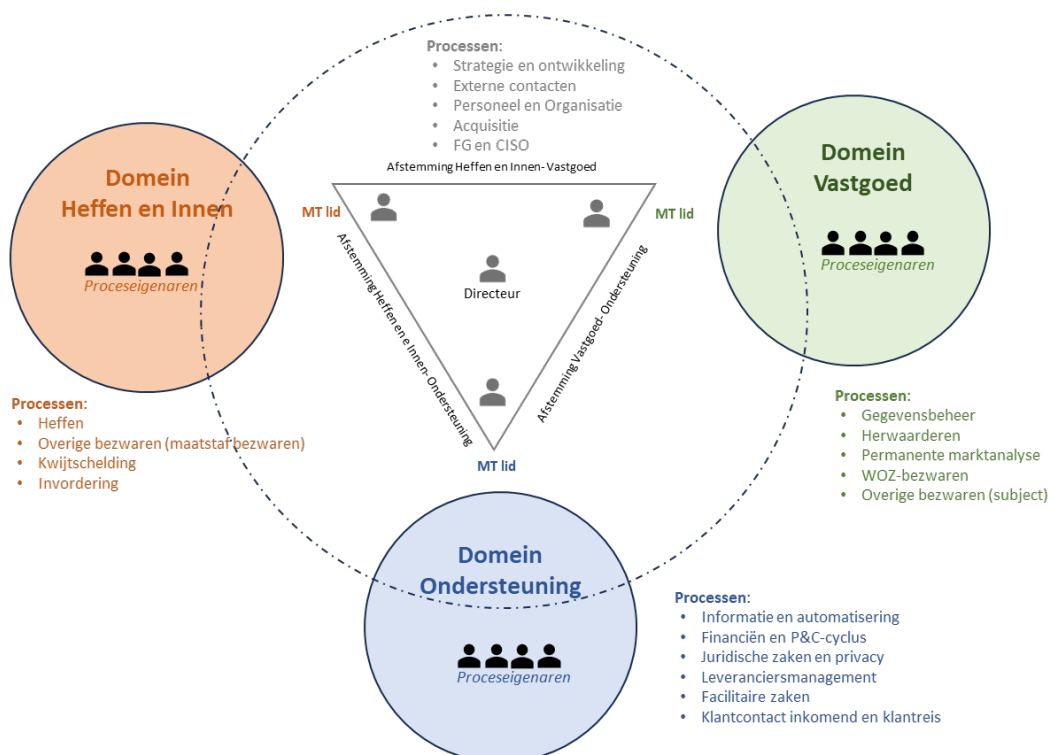 Processen:
• Strategie en ontwikkeling
• Externe contacten
• Personeel en Organisatie
• Acquisitie
• FG en CISO
Afstemming Heffen en Innen- Vastgoed
Domein
Heffen en Innen
Proceseigenaren
MT lid
MT lid
Directeur
Afstemming Heffen en e Innen- Ondersteuning
Afstemming Vastgoed- Ondersteuning
MT lid
Domein
Vastgoed
Proceseigenaren
Processen:
• Heffen
• Overige bezwaren (maatstaf bezwaren)
• Kwijtschelding
• Invordering
Processen:
• Gegevensbeheer
• Herwaarderen
• Permanente marktanalyse
• WOZ-bezwaren
• Overige bezwaren (subject)
Domein
Ondersteuning
Proceseigenaren
Processen:
• Informatie en automatisering
• Financiën en P&C-cyclus
• Juridische zaken en privacy
• Leveranciersmanagement
• Facilitaire zaken
• Klantcontact inkomend en klantreis